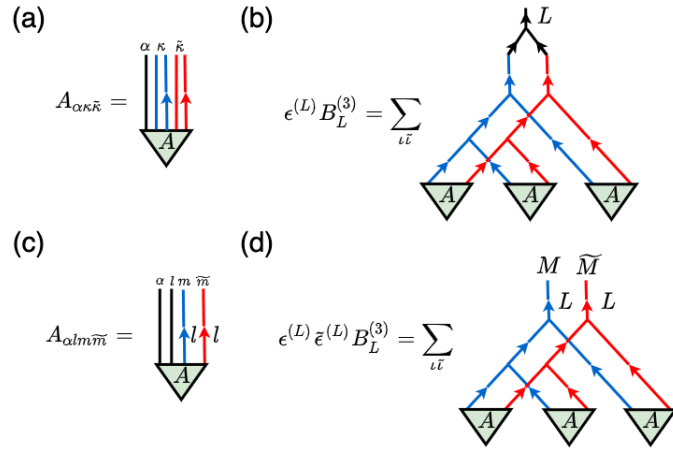 (a)
α κ κ̃
A_{ακκ̃} =
A
(b)
L
ϵ^{(L)} B_L^{(3)} = ∑_{ιι̃}
A A A
(c)
α l m m̃
A_{αlmm̃} =
l l
A
(d)
M M̃
L L
ϵ^{(L)} ϵ̃^{(L)} B_L^{(3)} = ∑_{ιι̃}
A A A